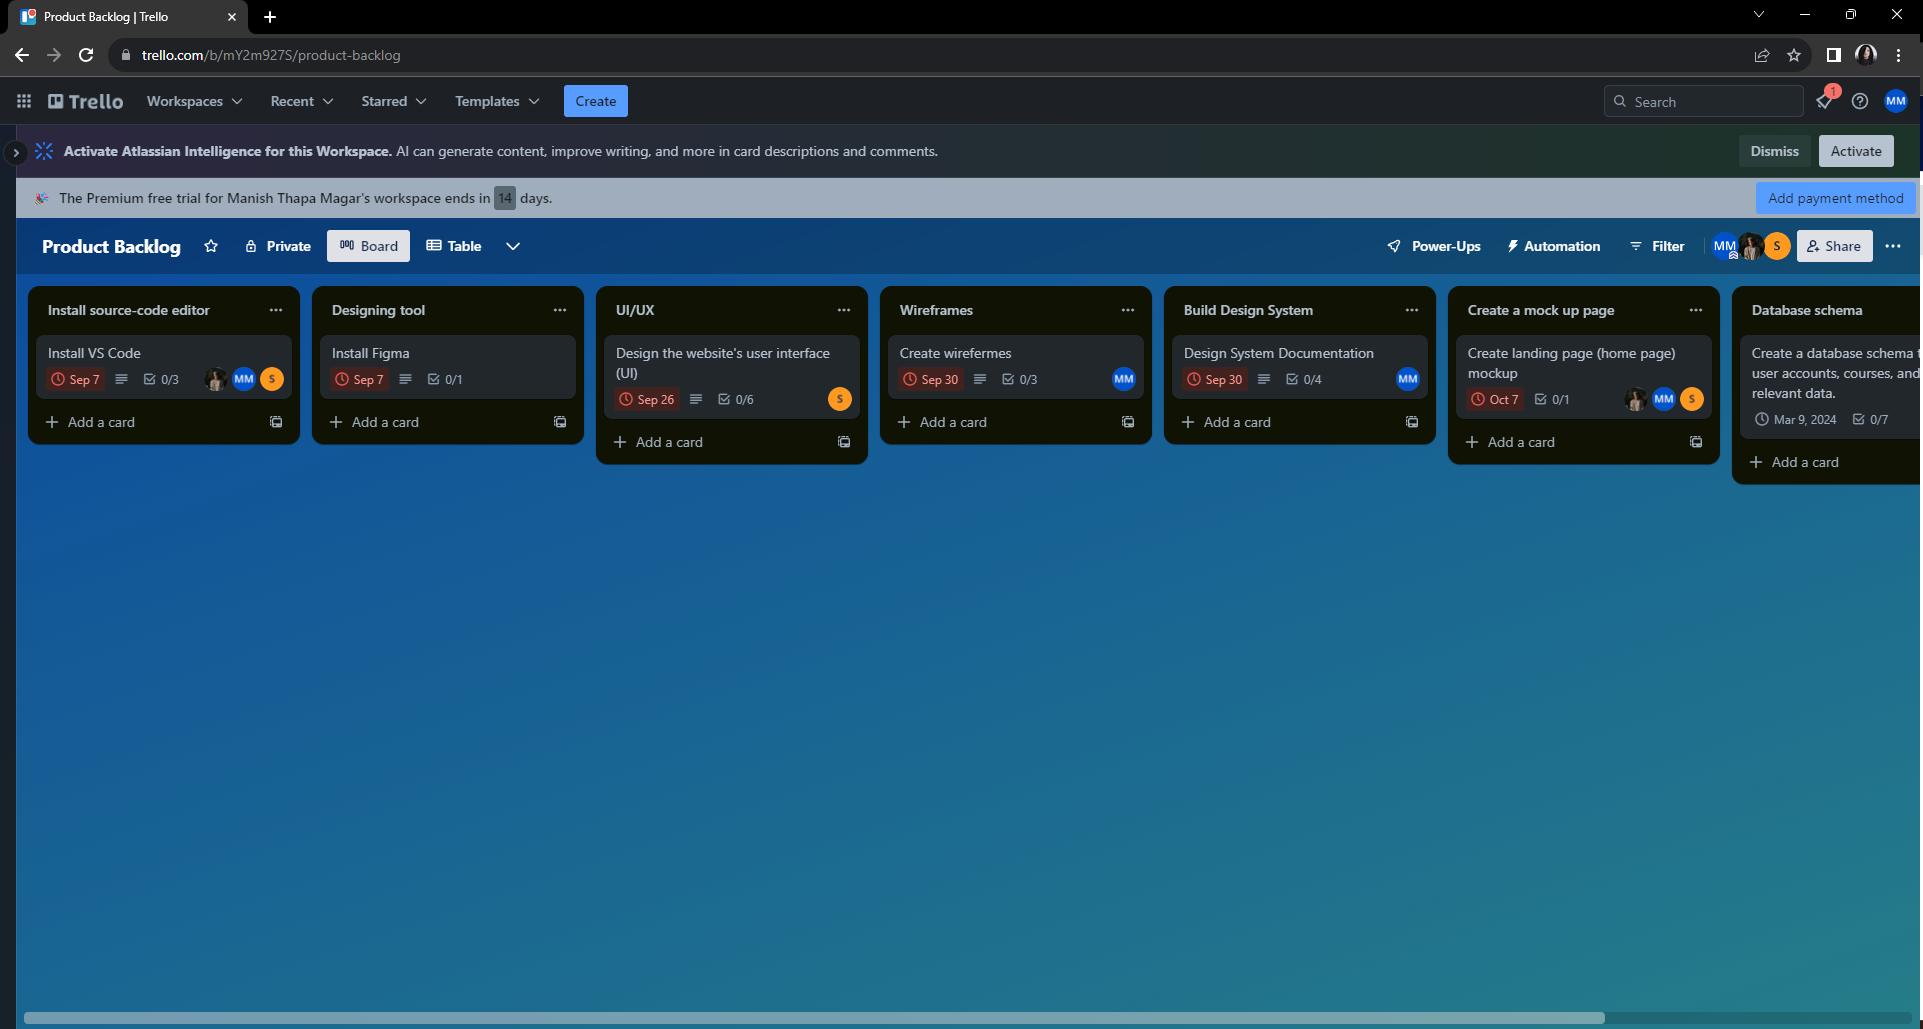 Product Backlog | Trello
trello.com/b/mY2m927S/product-backlog
Trello Workspaces Recent Starred Templates Create Search 1 MM
Activate Atlassian Intelligence for this Workspace. AI can generate content, improve writing, and more in card descriptions and comments. Dismiss Activate
The Premium free trial for Manish Thapa Magar's workspace ends in 14 days. Add payment method
Product Backlog Private Board Table Power-Ups Automation Filter MM S Share
Install source-code editor
Install VS Code
Sep 7 0/3 MM S
Add a card
Designing tool
Install Figma
Sep 7 0/1
Add a card
UI/UX
Design the website's user interface
(UI)
Sep 26 0/6 S
Add a card
Wireframes
Create wirefermes
Sep 30 0/3 MM
Add a card
Build Design System
Design System Documentation
Sep 30 0/4 MM
Add a card
Create a mock up page
Create landing page (home page)
mockup
Oct 7 0/1 MM S
Add a card
Database schema
Create a database schema
user accounts, courses, and
relevant data.
Mar 9, 2024 0/7
Add a card